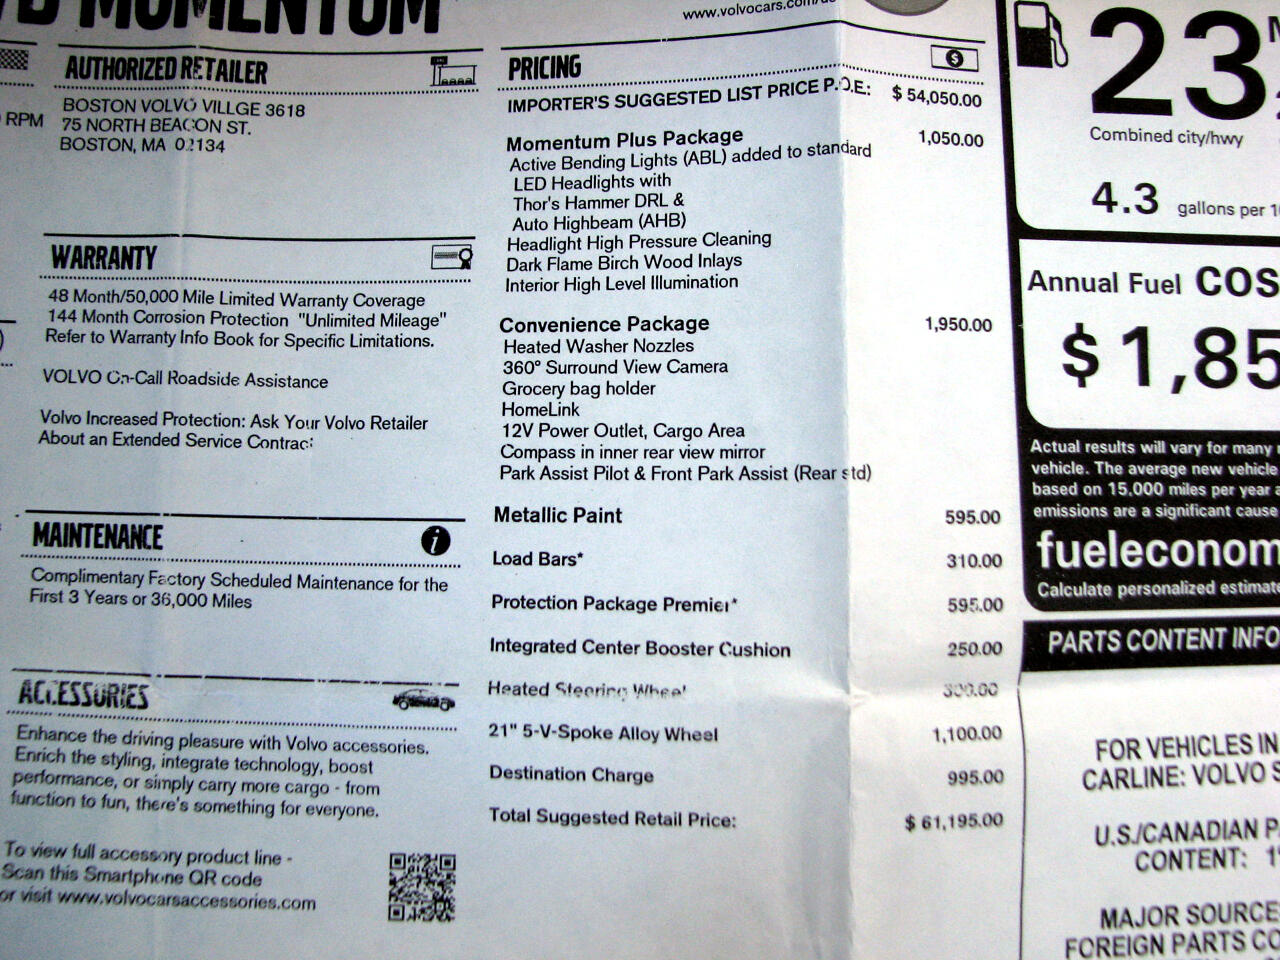 MOMENTUM
www.volvocars.com/us
RPM
AUTHORIZED RETAILER
BOSTON VOLVO VILLGE 3618
75 NORTH BEACON ST.
BOSTON, MA 02134
WARRANTY
48 Month/50,000 Mile Limited Warranty Coverage
144 Month Corrosion Protection "Unlimited Mileage"
Refer to Warranty Info Book for Specific Limitations.
VOLVO On-Call Roadside Assistance
Volvo Increased Protection: Ask Your Volvo Retailer
About an Extended Service Contract
MAINTENANCE
Complimentary Factory Scheduled Maintenance for the
First 3 Years or 36,000 Miles
ACCESSORIES
Enhance the driving pleasure with Volvo accessories.
Enrich the styling, integrate technology, boost
performance, or simply carry more cargo - from
function to fun, there's something for everyone.
To view full accessory product line -
Scan this Smartphone QR code
or visit www.volvocarsaccessories.com
PRICING
IMPORTER'S SUGGESTED LIST PRICE P.O.E: $ 54,050.00
Momentum Plus Package 1,050.00
Active Bending Lights (ABL) added to standard
LED Headlights with
Thor's Hammer DRL &
Auto Highbeam (AHB)
Headlight High Pressure Cleaning
Dark Flame Birch Wood Inlays
Interior High Level Illumination
Convenience Package 1,950.00
Heated Washer Nozzles
360° Surround View Camera
Grocery bag holder
HomeLink
12V Power Outlet, Cargo Area
Compass in inner rear view mirror
Park Assist Pilot & Front Park Assist (Rear std)
Metallic Paint 595.00
Load Bars* 310.00
Protection Package Premier* 595.00
Integrated Center Booster Cushion 250.00
Heated Steering Wheel 300.00
21" 5-V-Spoke Alloy Wheel 1,100.00
Destination Charge 995.00
Total Suggested Retail Price: $ 61,195.00
23
Combined city/hwy
4.3 gallons per
Annual Fuel COS
$1,85
Actual results will vary for many
vehicle. The average new vehicle
based on 15,000 miles per year
emissions are a significant cause
fueleconom
Calculate personalized estimat
PARTS CONTENT INFO
FOR VEHICLES IN
CARLINE: VOLVO
U.S./CANADIAN
CONTENT:
MAJOR SOURCE
FOREIGN PARTS CO